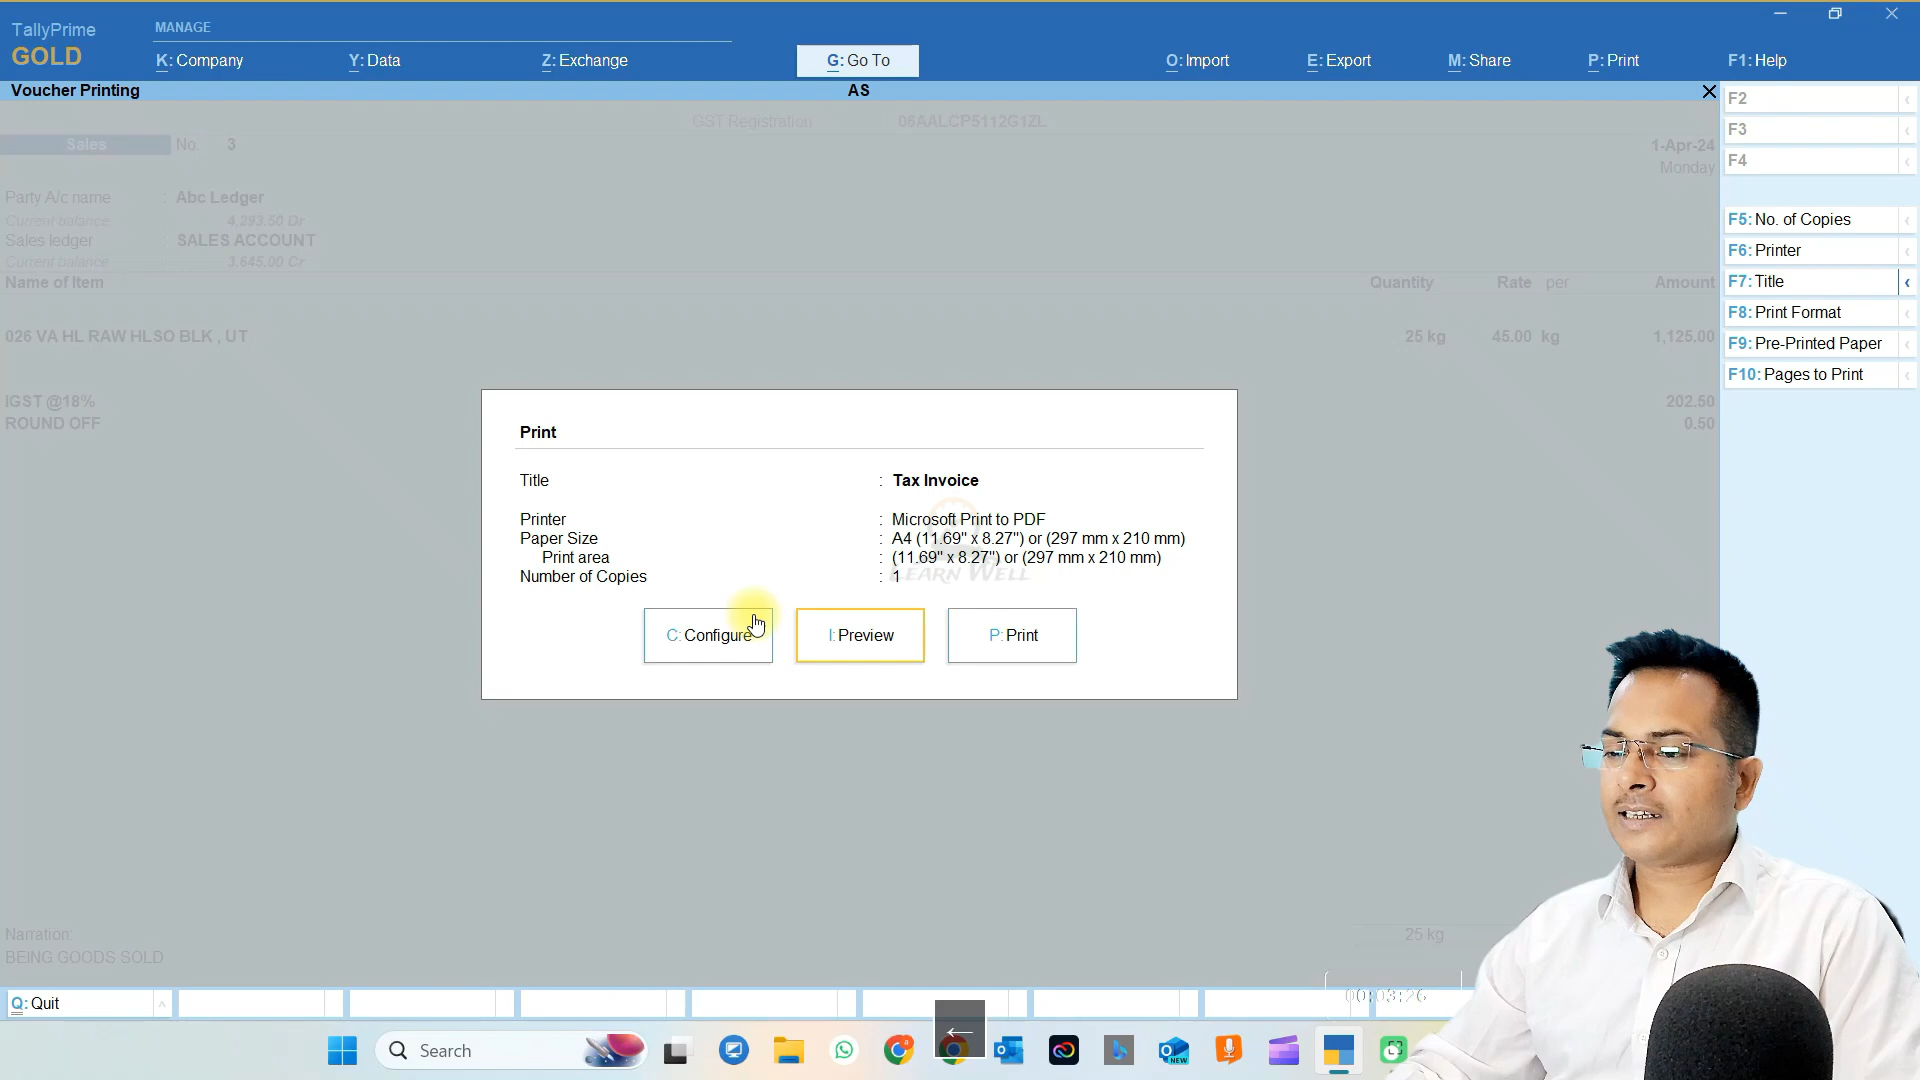 TallyPrime
GOLD
MANAGE
K: Company
Y: Data
Z: Exchange
G: Go To
O: Import
E: Export
M: Share
P: Print
F1: Help
Voucher Printing
AS
GST Registration
06AALCP5112G1ZL
Sales
No.
3
1-Apr-24
Monday
Party A/c name : Abc Ledger
Current balance 4,293.50 Dr
Sales ledger : SALES ACCOUNT
Current balance 3,645.00 Cr
Name of Item
Quantity
Rate
per
Amount
026 VA HL RAW HLSO BLK , UT
25 kg
45.00 kg
1,125.00
IGST @18%
202.50
ROUND OFF
0.50
Print
Title : Tax Invoice
Printer : Microsoft Print to PDF
Paper Size : A4 (11.69" x 8.27") or (297 mm x 210 mm)
Print area : (11.69" x 8.27") or (297 mm x 210 mm)
Number of Copies : 1
LEARN WELL
C: Configure
I: Preview
P: Print
Narration:
BEING GOODS SOLD
25 kg
F2
F3
F4
F5: No. of Copies
F6: Printer
F7: Title
F8: Print Format
F9: Pre-Printed Paper
F10: Pages to Print
Q: Quit
00:03:26
Search
NEW